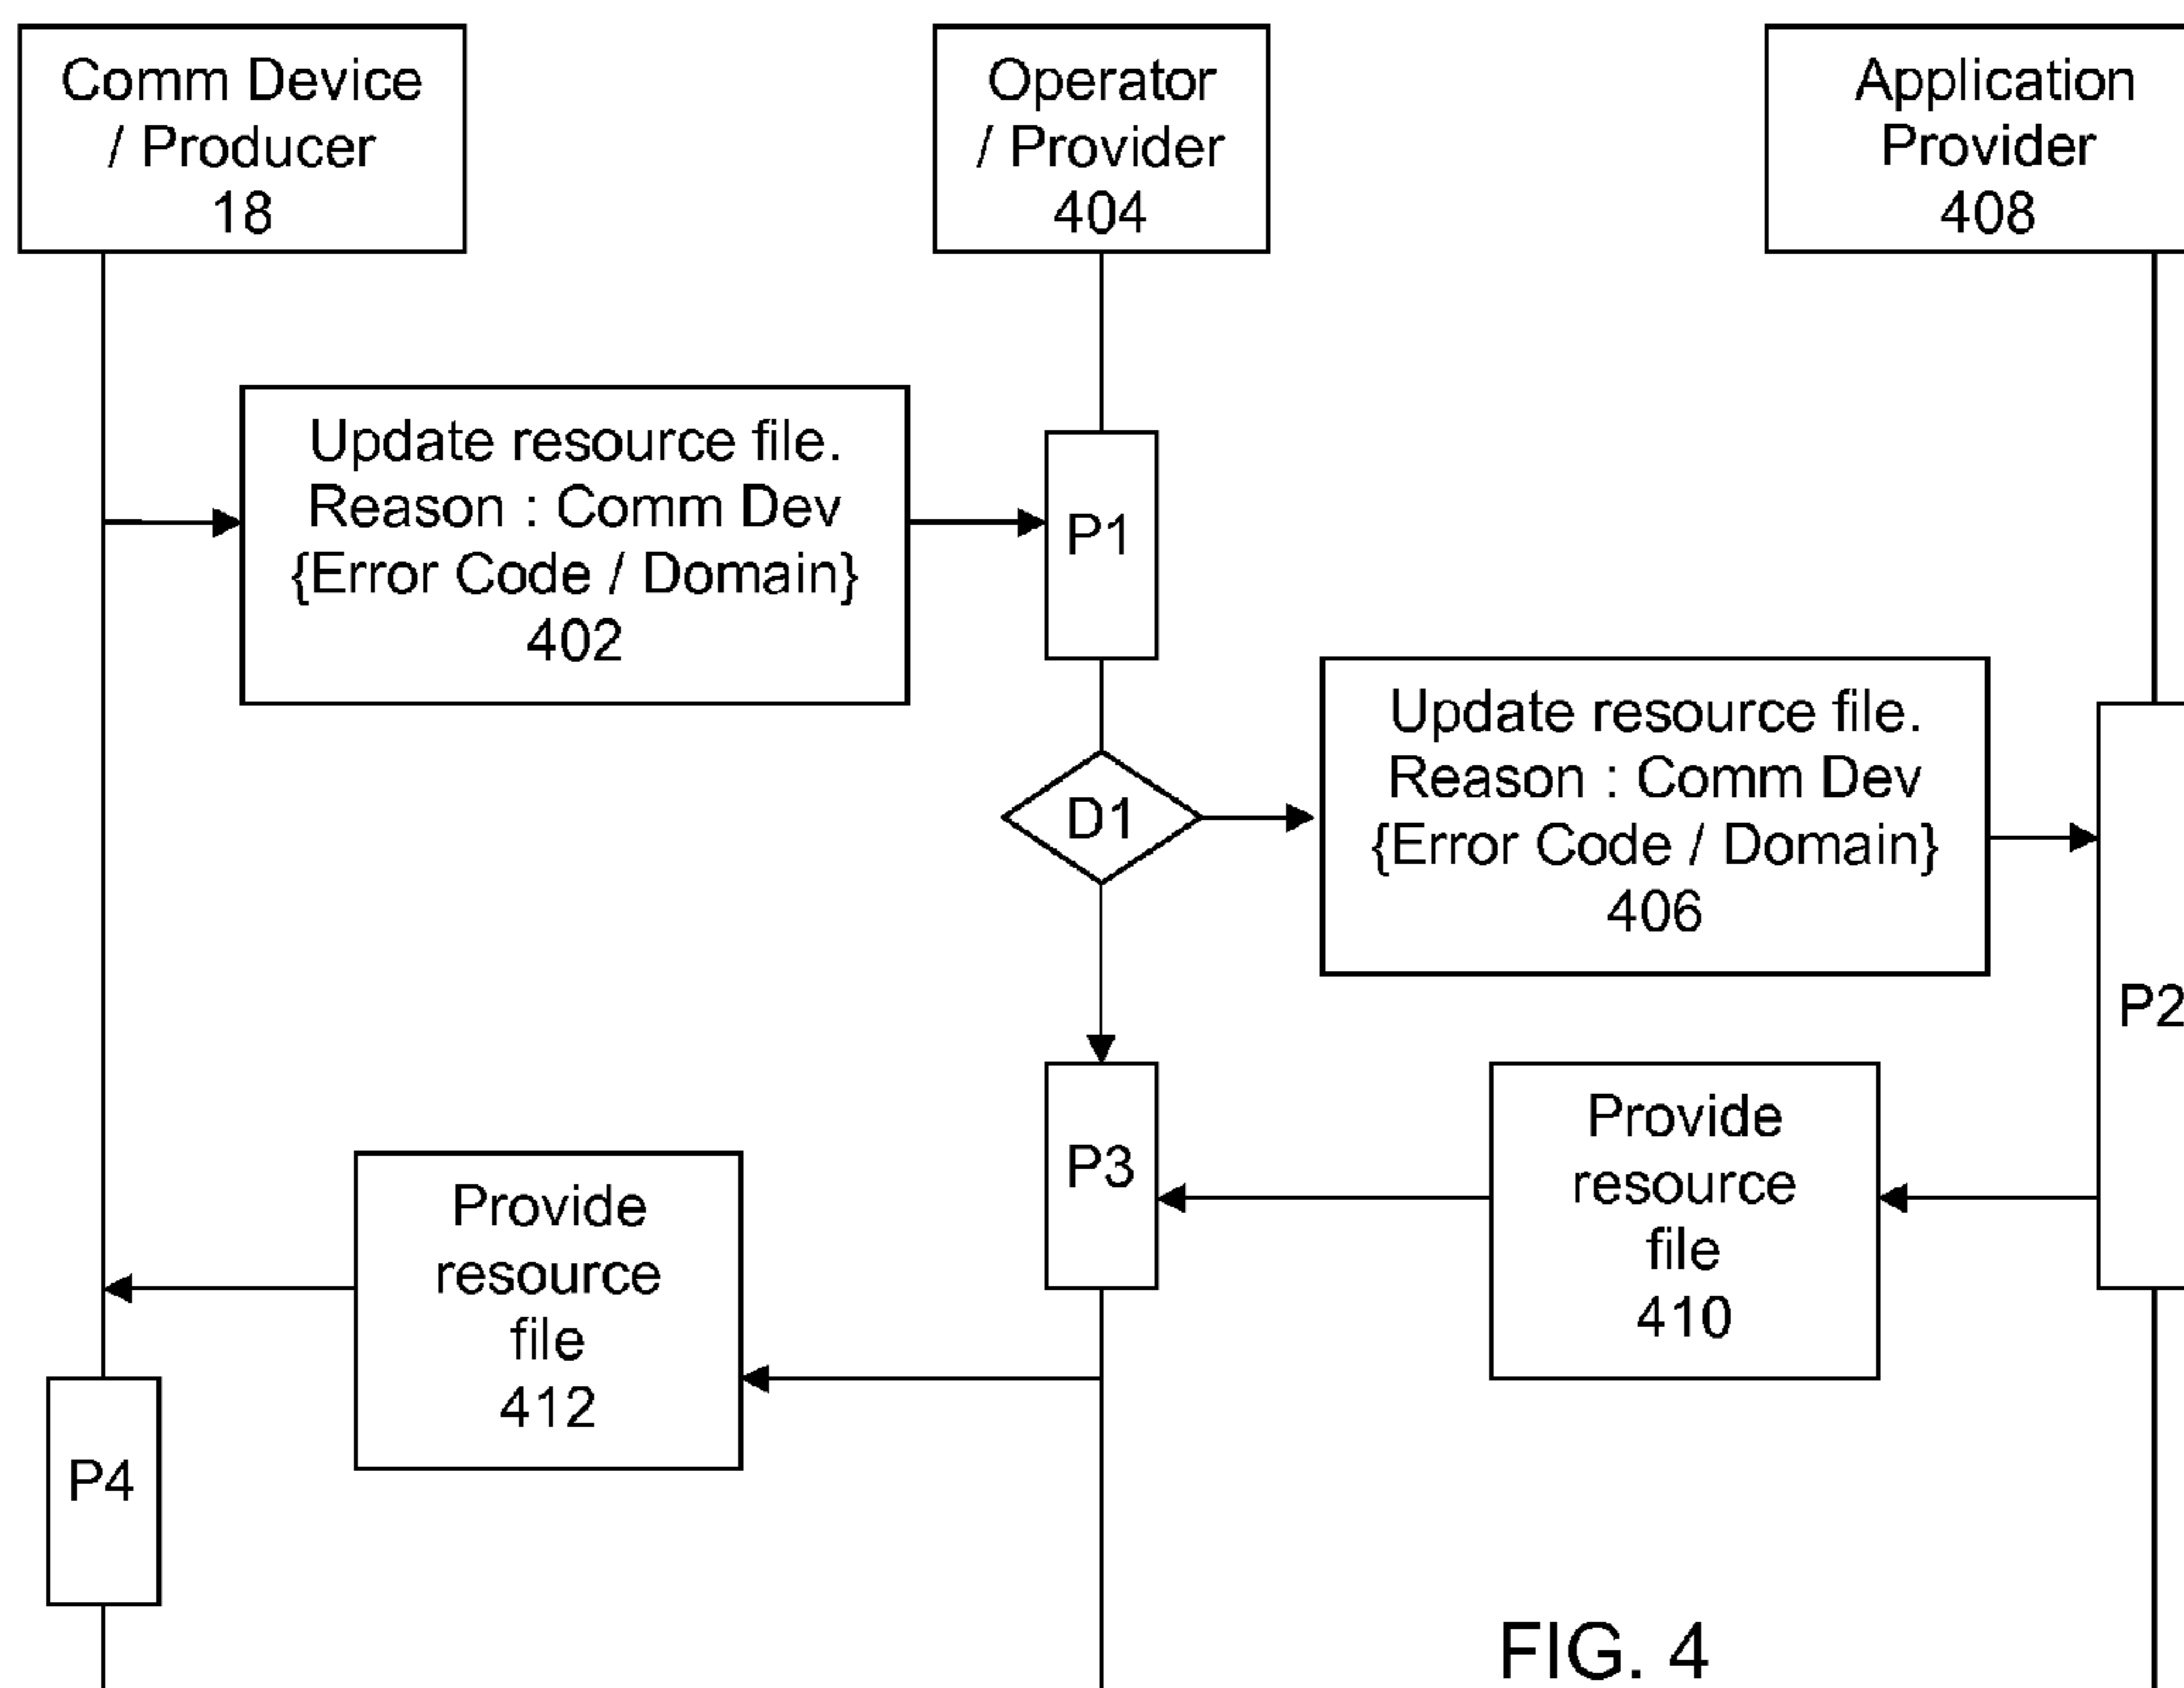 Comm Device
/ Producer
18
Operator
/ Provider
404
Application
Provider
408
Update resource file.
Reason : Comm Dev
{Error Code / Domain}
402
P1
Update resource file.
Reason : Comm Dev
{Error Code / Domain}
406
D1
P2
Provide
resource
file
410
P3
Provide
resource
file
412
P4
FIG. 4